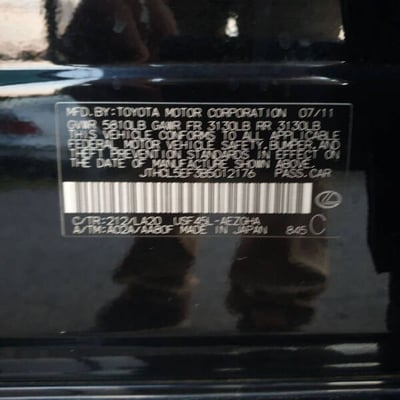 MFD.BY:TOYOTA MOTOR CORPORATION 07/11
GVWR 5810LB GAWR FR 3130LB RR 3130LB
THIS VEHICLE CONFORMS TO ALL APPLICABLE
FEDERAL MOTOR VEHICLE SAFETY, BUMPER, AND
THEFT PREVENTION STANDARDS IN EFFECT ON
THE DATE OF MANUFACTURE SHOWN ABOVE.
JTHCL5EF3B5012176 PASS.CAR
C/TR:212/LA20 USF45L-AEZGHA
A/TM:A02A/AA80F MADE IN JAPAN 845 C